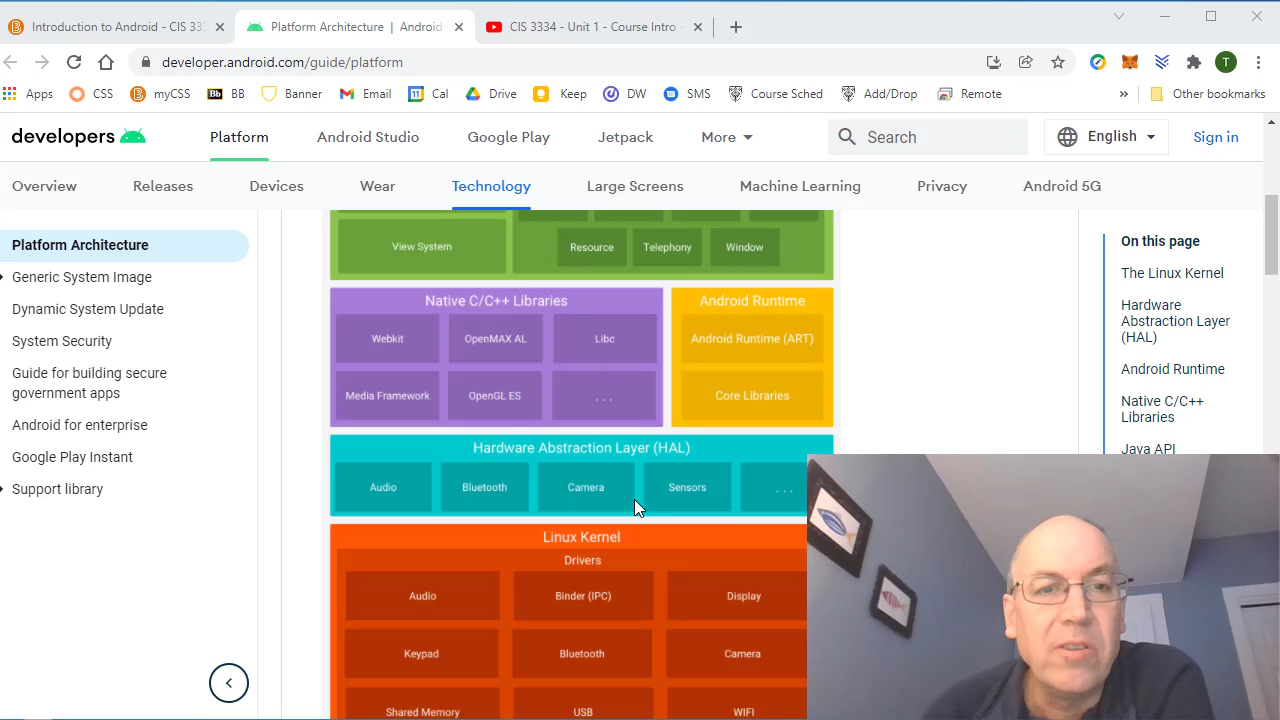 Introduction to Android - CIS 333
Platform Architecture | Android
CIS 3334 - Unit 1 - Course Intro -
developer.android.com/guide/platform
T
Apps
CSS
myCSS
BB
Banner
Email
Cal
Drive
Keep
DW
SMS
Course Sched
Add/Drop
Remote
»
Other bookmarks
developers
Platform
Android Studio
Google Play
Jetpack
More
Search
English
Sign in
Overview
Releases
Devices
Wear
Technology
Large Screens
Machine Learning
Privacy
Android 5G
Platform Architecture
Generic System Image
Dynamic System Update
System Security
Guide for building secure
government apps
Android for enterprise
Google Play Instant
Support library
View System
Resource
Telephony
Window
Native C/C++ Libraries
Webkit
OpenMAX AL
Libc
Media Framework
OpenGL ES
. . .
Android Runtime
Android Runtime (ART)
Core Libraries
Hardware Abstraction Layer (HAL)
Audio
Bluetooth
Camera
Sensors
. . .
Linux Kernel
Drivers
Audio
Binder (IPC)
Display
Keypad
Bluetooth
Camera
Shared Memory
USB
WIFI
On this page
The Linux Kernel
Hardware
Abstraction Layer
(HAL)
Android Runtime
Native C/C++
Libraries
Java API